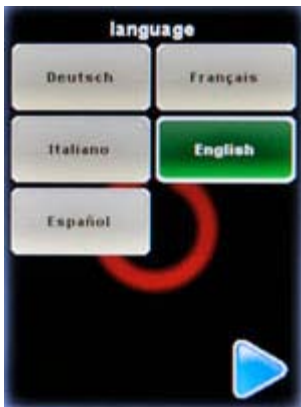 language
Deutsch
Français
Italiano
English
Español